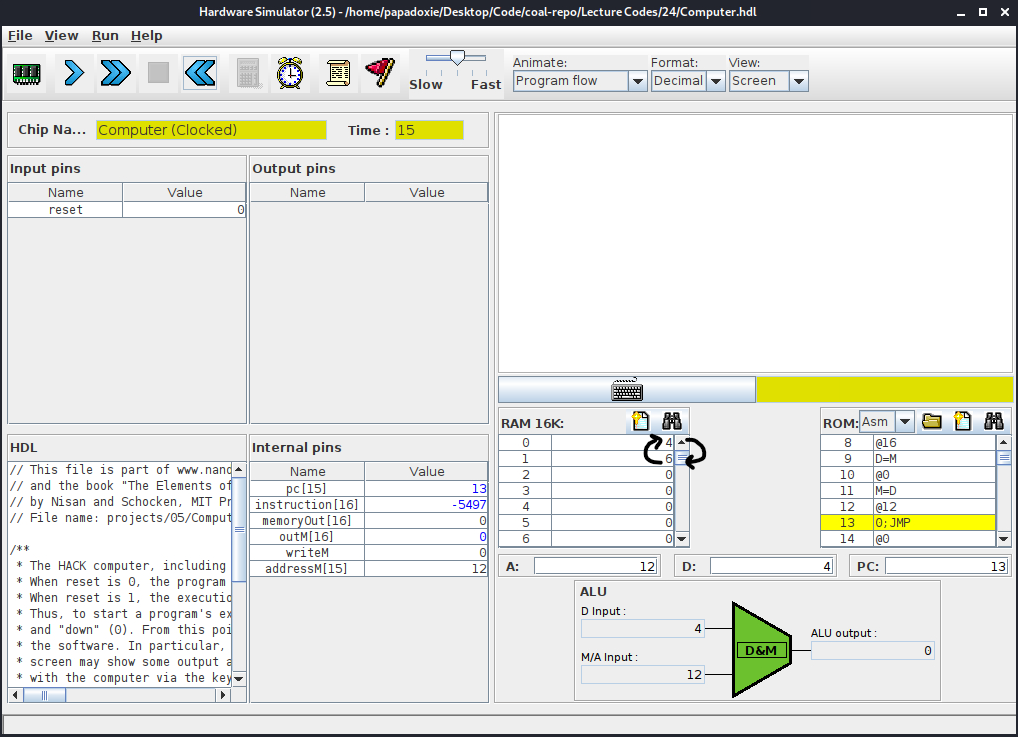 Hardware Simulator (2.5) - /home/papadoxie/Desktop/Code/coal-repo/Lecture Codes/24/Computer.hdl
File View Run Help
Slow Fast
Animate: Format: View:
Program flow Decimal Screen
Chip Na... Computer (Clocked) Time : 15
Input pins
Name Value
reset 0
Output pins
Name Value
HDL
// This file is part of www.nand
// and the book "The Elements of
// by Nisan and Schocken, MIT Pr
// File name: projects/05/Comput
/**
* The HACK computer, including
* When reset is 0, the program
* When reset is 1, the executio
* Thus, to start a program's ex
* and "down" (0). From this poi
* the software. In particular,
* screen may show some output a
* with the computer via the key
Internal pins
Name Value
pc[15] 13
instruction[16] -5497
memoryOut[16] 0
outM[16] 0
writeM 0
addressM[15] 12
RAM 16K:
0 4
1 6
2 0
3 0
4 0
5 0
6 0
ROM: Asm
8 @16
9 D=M
10 @0
11 M=D
12 @12
13 0;JMP
14 @0
A: 12 D: 4 PC: 13
ALU
D Input :
4
M/A Input :
12
D&M
ALU output :
0